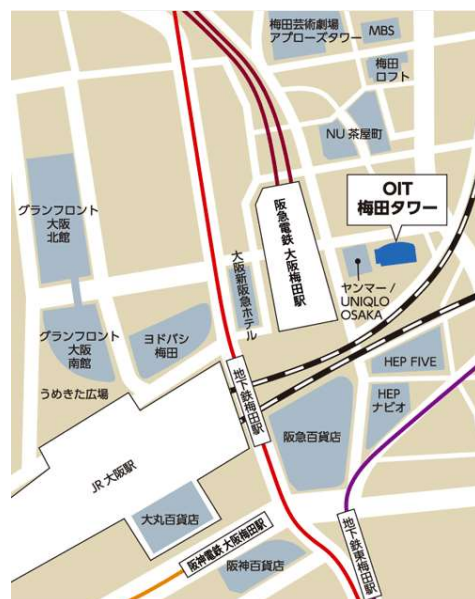 梅田芸術劇場
アプローズタワー
MBS
梅田
ロフト
NU 茶屋町
OIT
梅田タワー
グランフロント
大阪
北館
阪急電鉄 大阪梅田駅
大阪新阪急ホテル
ヤンマー /
UNIQLO
OSAKA
グランフロント
大阪
南館
ヨドバシ
梅田
うめきた広場
地下鉄梅田駅
HEP FIVE
HEP
ナビオ
阪急百貨店
JR 大阪駅
大丸百貨店
阪神電鉄 大阪梅田駅
阪神百貨店
地下鉄東梅田駅